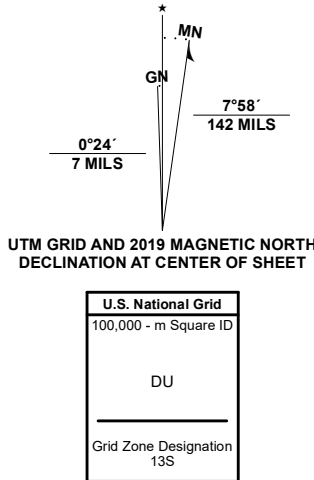 ★
MN
GN
7°58´
142 MILS
0°24´
7 MILS
UTM GRID AND 2019 MAGNETIC NORTH
DECLINATION AT CENTER OF SHEET
U.S. National Grid
100,000 - m Square ID
DU
Grid Zone Designation
13S